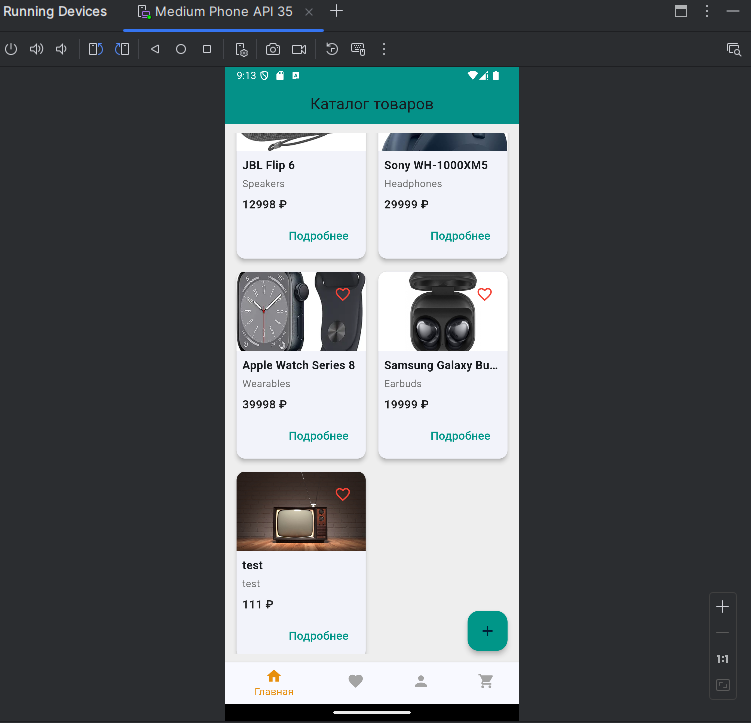 Running Devices
Medium Phone API 35
9:13
Каталог товаров
JBL Flip 6
Speakers
12998 ₽
Подробнее
Sony WH-1000XM5
Headphones
29999 ₽
Подробнее
Apple Watch Series 8
Wearables
39998 ₽
Подробнее
Samsung Galaxy Bu...
Earbuds
19999 ₽
Подробнее
test
test
111 ₽
Подробнее
Главная
1:1